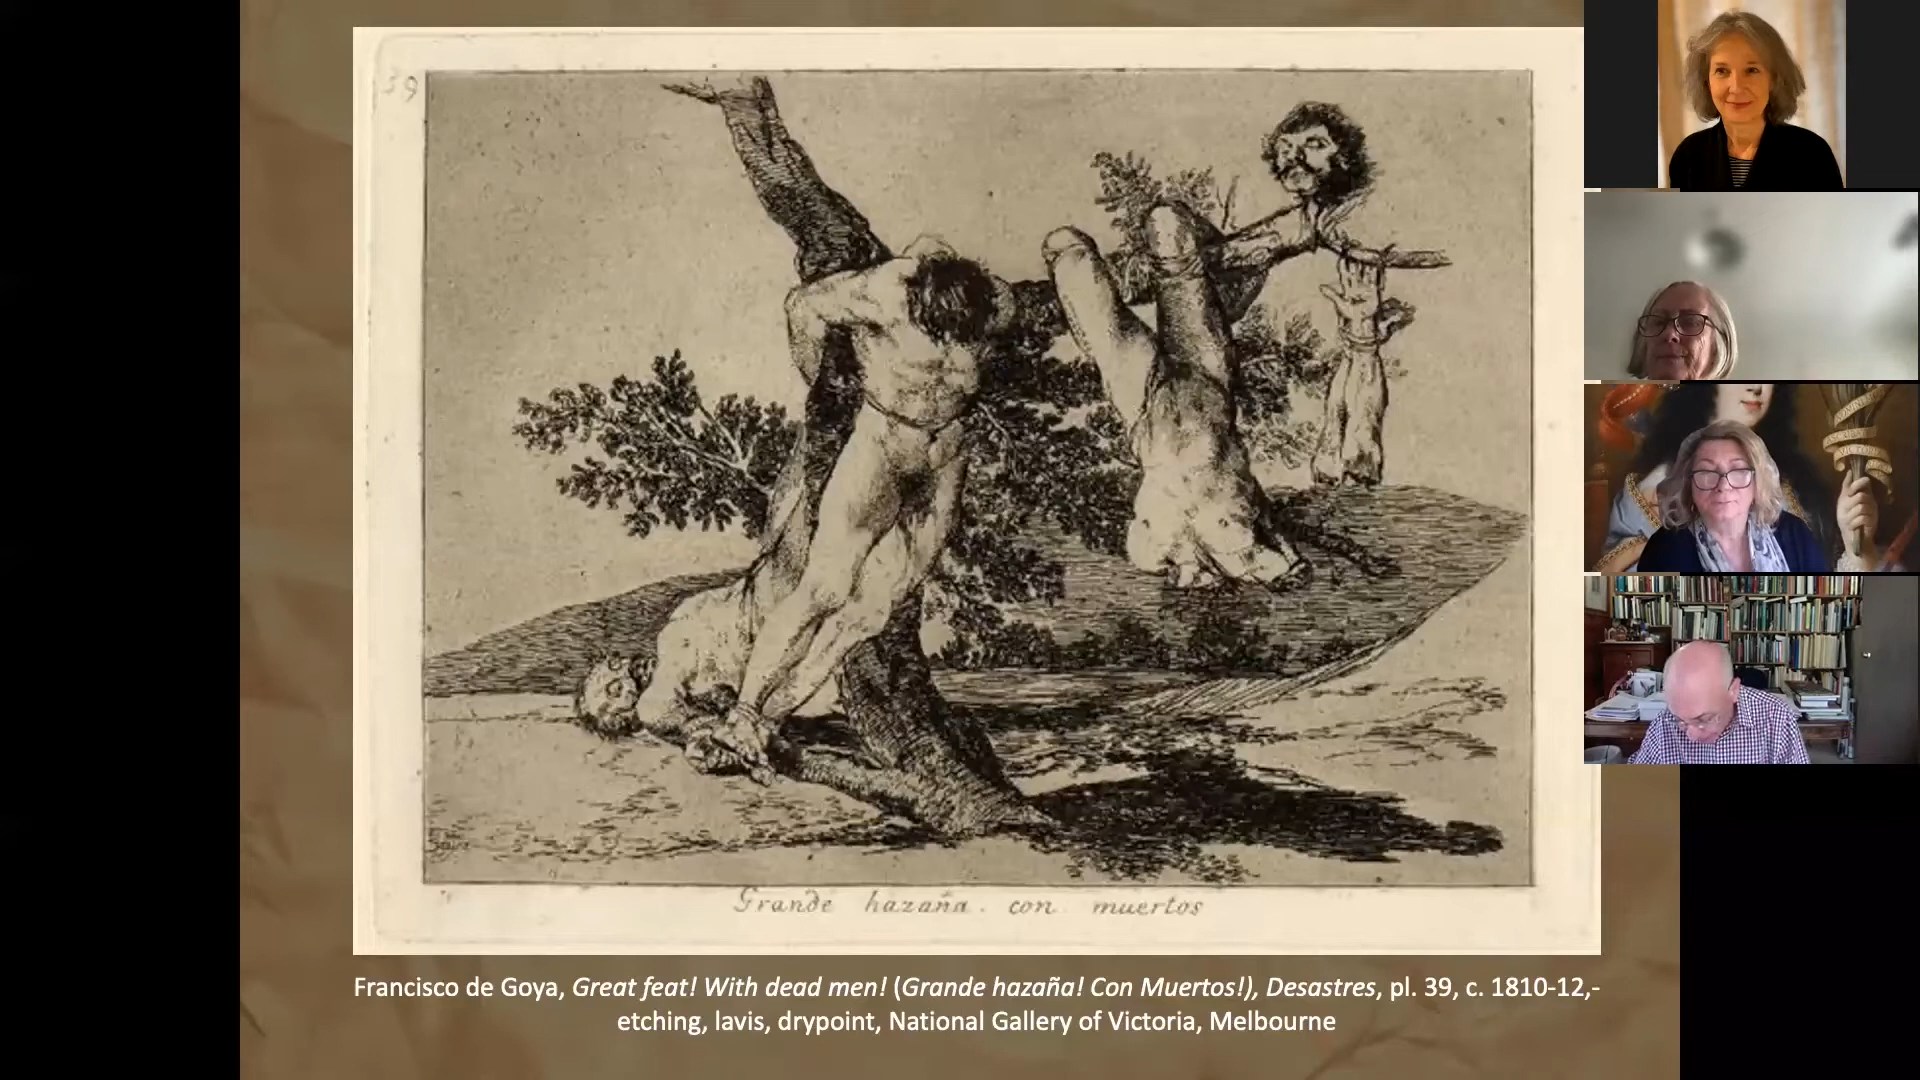 39
Grande hazaña. con muertos
Francisco de Goya, Great feat! With dead men! (Grande hazaña! Con Muertos!), Desastres, pl. 39, c. 1810-12,-
etching, lavis, drypoint, National Gallery of Victoria, Melbourne